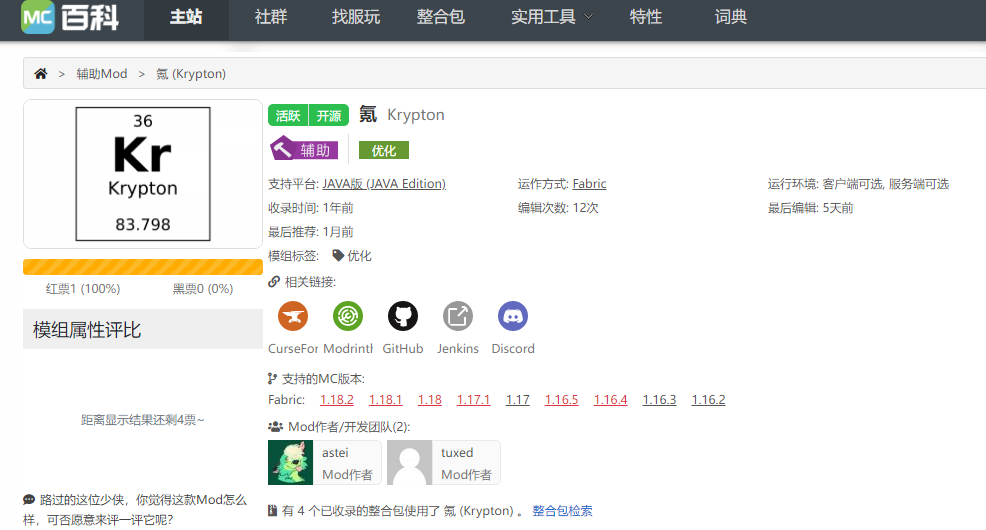 MC百科 主站 社群 找服玩 整合包 实用工具 特性 词典
> 辅助Mod > 氪 (Krypton)
36
Kr
Krypton
83.798
活跃 开源 氪 Krypton
辅助 优化
支持平台: JAVA版 (JAVA Edition) 运作方式: Fabric 运行环境: 客户端可选, 服务端可选
收录时间: 1年前 编辑次数: 12次 最后编辑: 5天前
最后推荐: 1月前
模组标签: 优化
相关链接:
CurseFor Modrinth GitHub Jenkins Discord
红票1 (100%) 黑票0 (0%)
模组属性评比
距离显示结果还剩4票~
路过的这位少侠，你觉得这款Mod怎么
样，可否愿意来评一评它呢?
支持的MC版本:
Fabric: 1.18.2 1.18.1 1.18 1.17.1 1.17 1.16.5 1.16.4 1.16.3 1.16.2
Mod作者/开发团队(2):
astei
Mod作者
tuxed
Mod作者
有 4 个已收录的整合包使用了 氪 (Krypton) 。 整合包检索